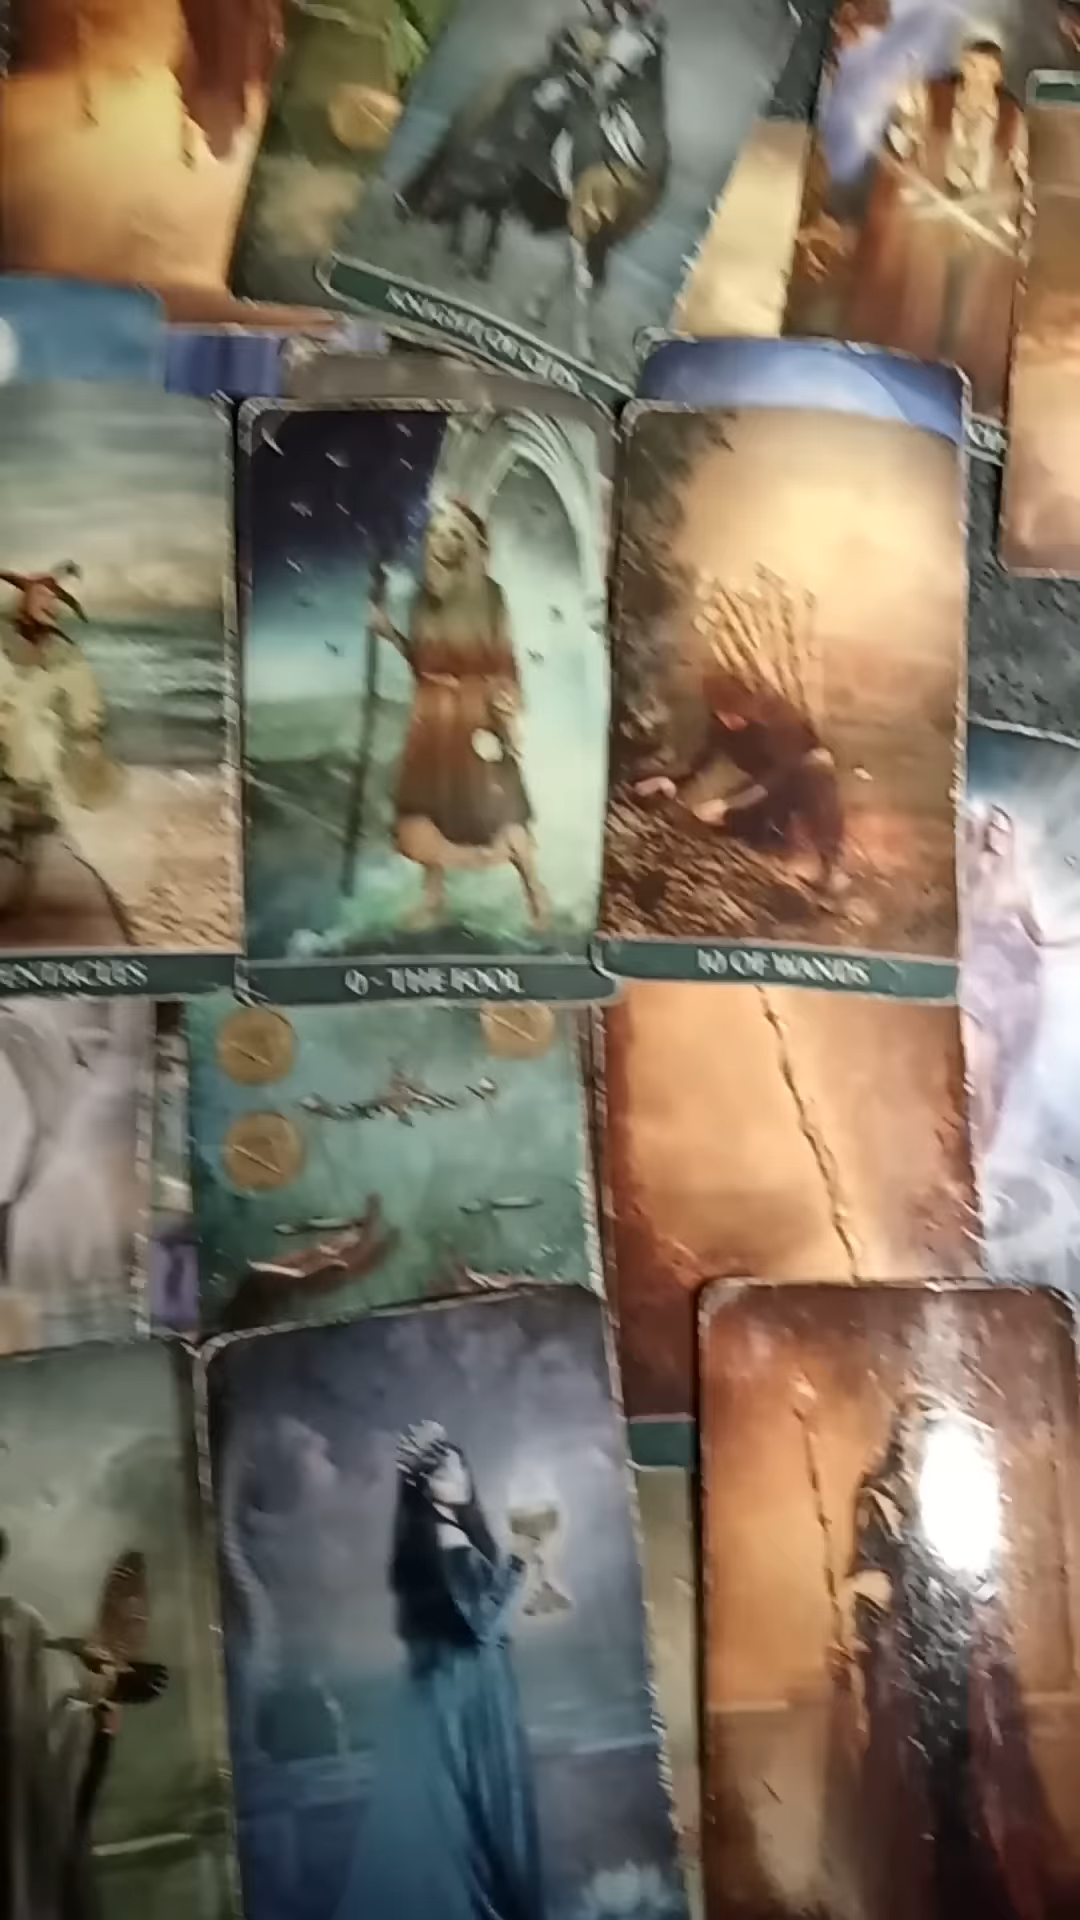 KNIGHT OF CUPS
PENTACLES
0 - THE FOOL
10 OF WANDS